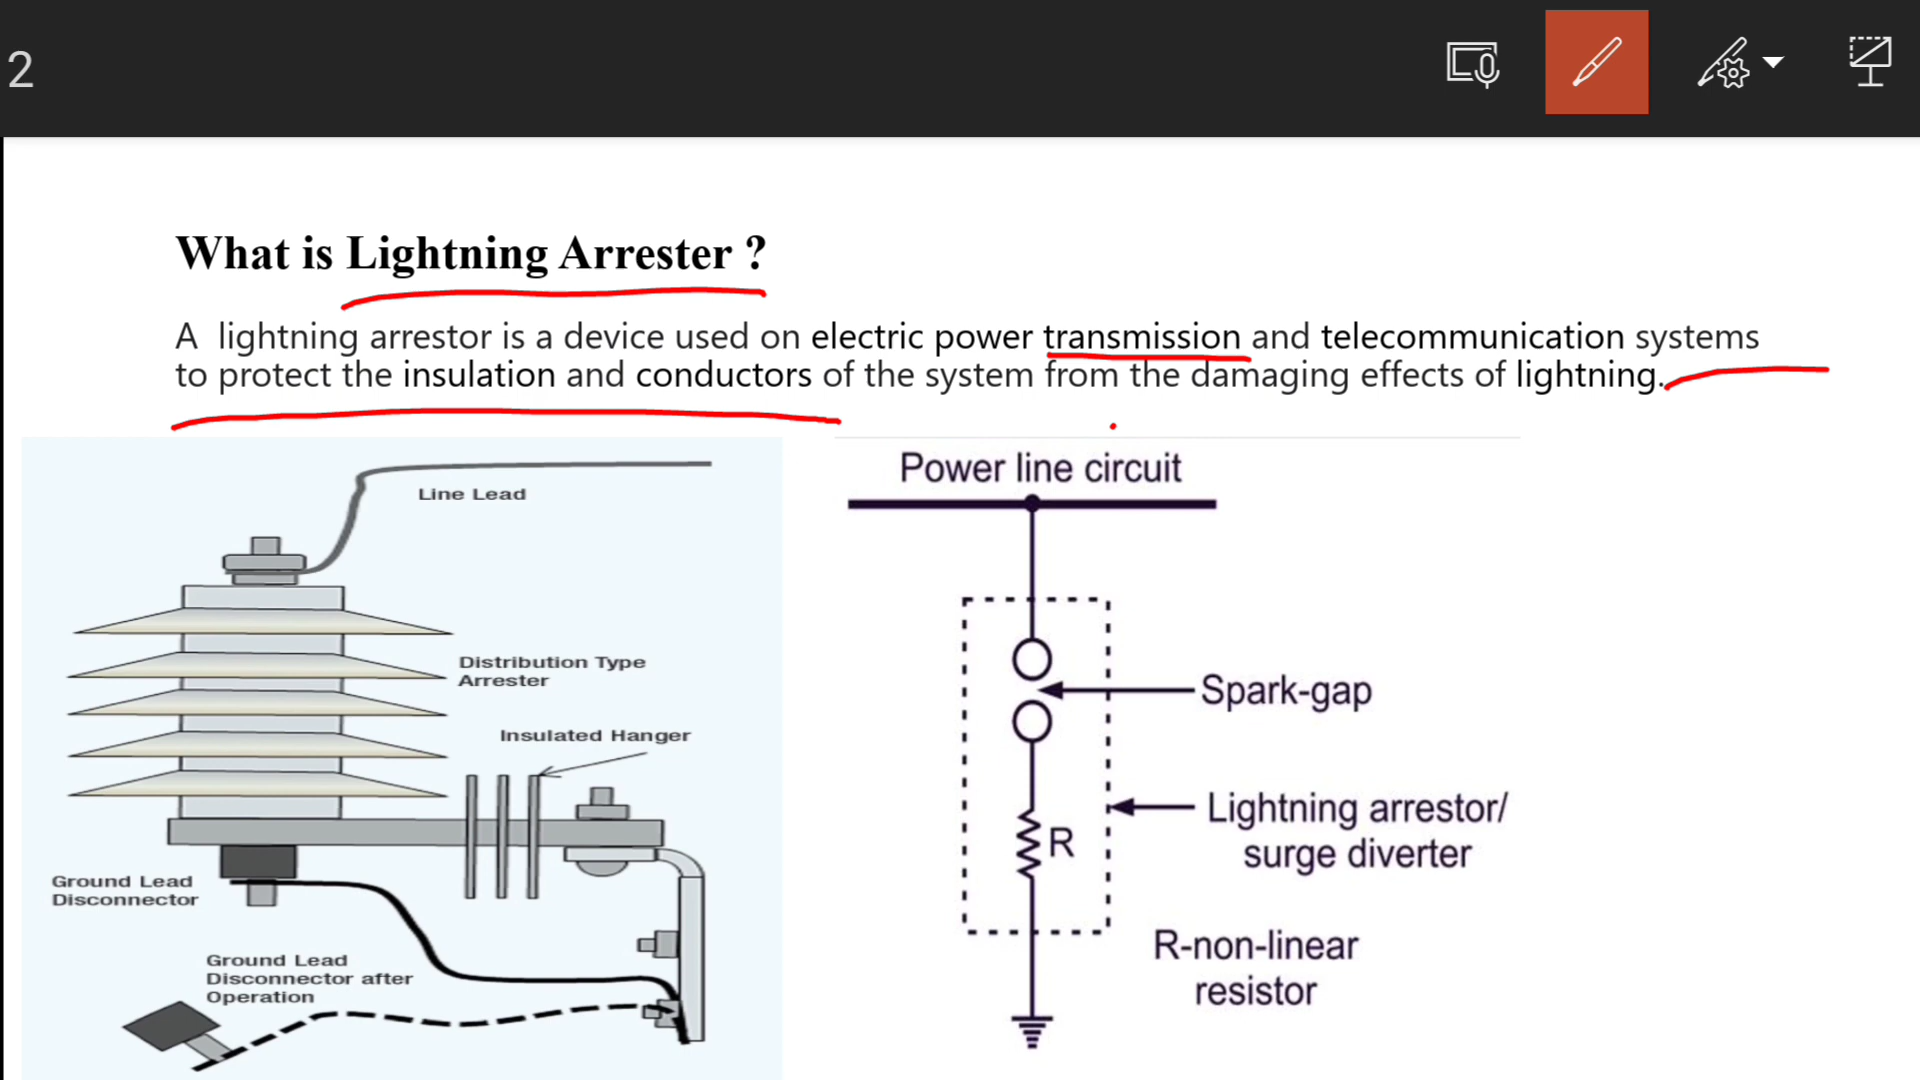 2
What is Lightning Arrester ?
A lightning arrestor is a device used on electric power transmission and telecommunication systems
to protect the insulation and conductors of the system from the damaging effects of lightning.
Line Lead
Distribution Type
Arrester
Insulated Hanger
Ground Lead
Disconnector
Ground Lead
Disconnector after
Operation
Power line circuit
Spark-gap
R
Lightning arrestor/
surge diverter
R-non-linear
resistor